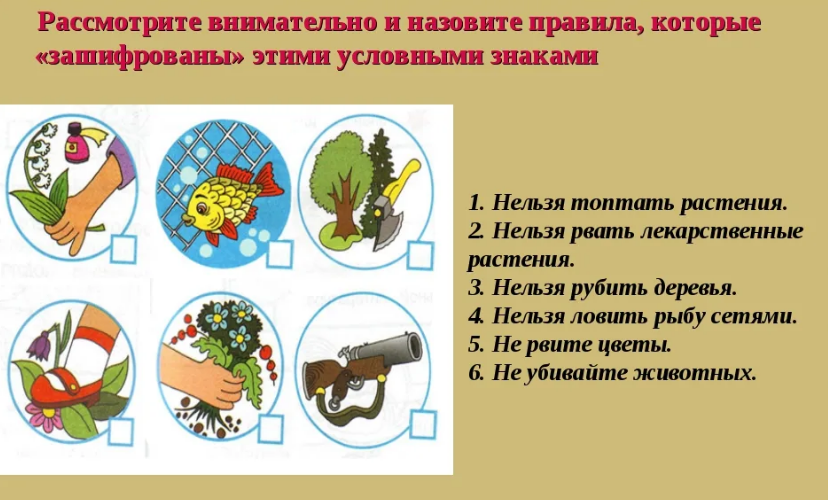 Рассмотрите внимательно и назовите правила, которые
«зашифрованы» этими условными знаками
1. Нельзя топтать растения.
2. Нельзя рвать лекарственные
растения.
3. Нельзя рубить деревья.
4. Нельзя ловить рыбу сетями.
5. Не рвите цветы.
6. Не убивайте животных.